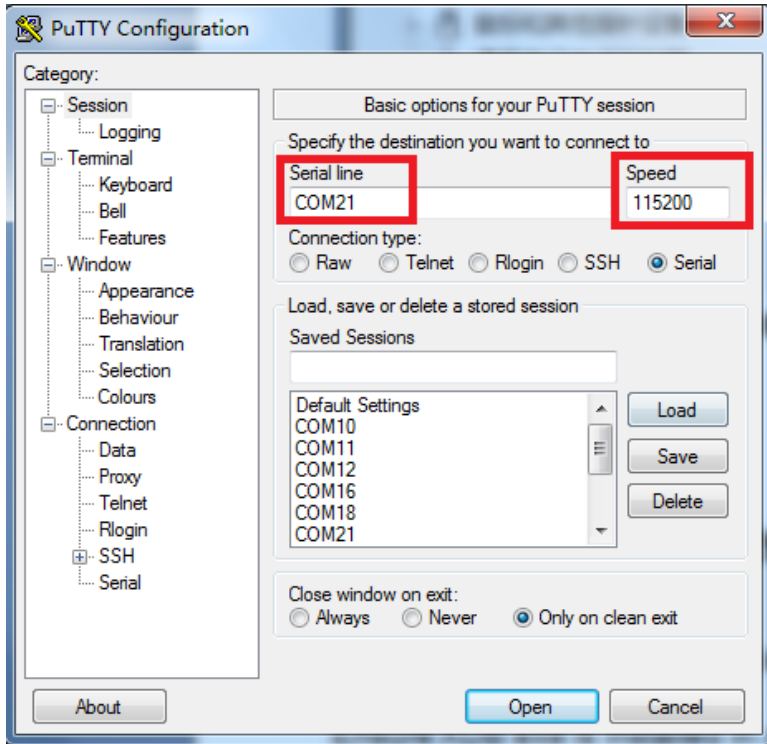 PuTTY Configuration
Category:
Session
Logging
Terminal
Keyboard
Bell
Features
Window
Appearance
Behaviour
Translation
Selection
Colours
Connection
Data
Proxy
Telnet
Rlogin
SSH
Serial
Basic options for your PuTTY session
Specify the destination you want to connect to
Serial line Speed
COM21 115200
Connection type:
Raw Telnet Rlogin SSH Serial
Load, save or delete a stored session
Saved Sessions
Default Settings
COM10
COM11
COM12
COM16
COM18
COM21
Load
Save
Delete
Close window on exit:
Always Never Only on clean exit
About Open Cancel